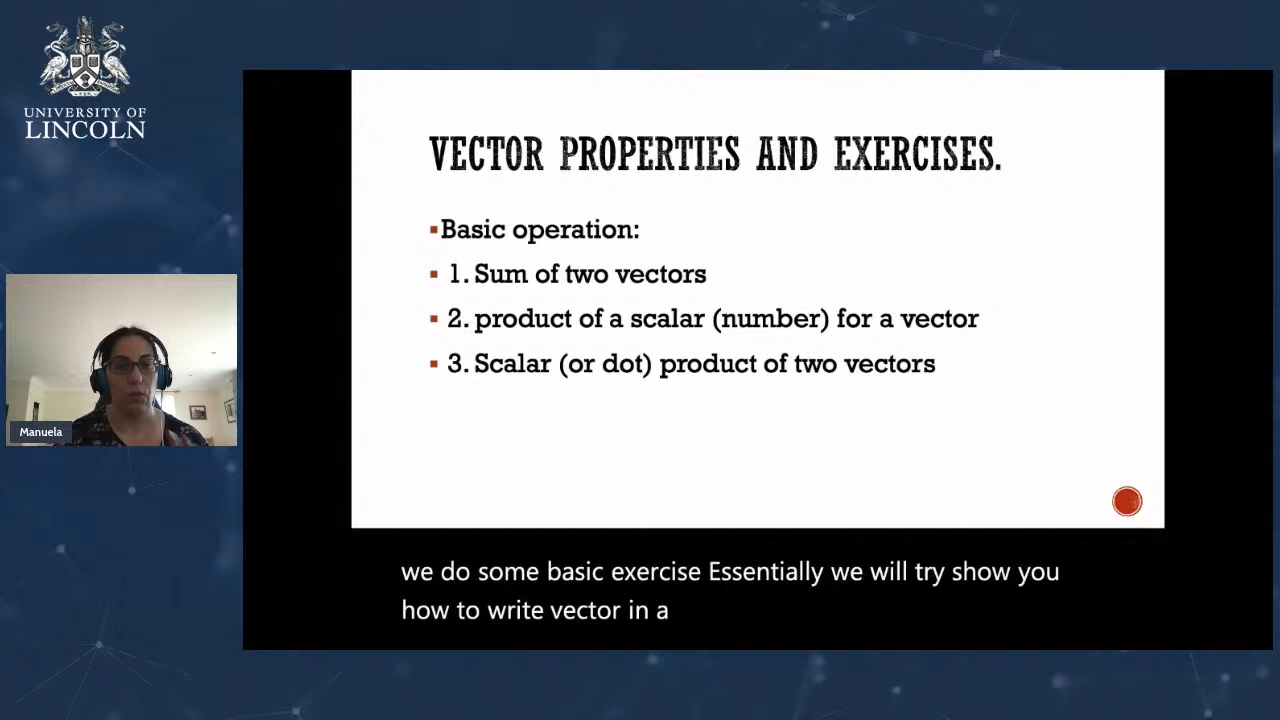 UNIVERSITY OF
LINCOLN
VECTOR PROPERTIES AND EXERCISES.
Basic operation:
1. Sum of two vectors
2. product of a scalar (number) for a vector
3. Scalar (or dot) product of two vectors
Manuela
we do some basic exercise Essentially we will try show you
how to write vector in a